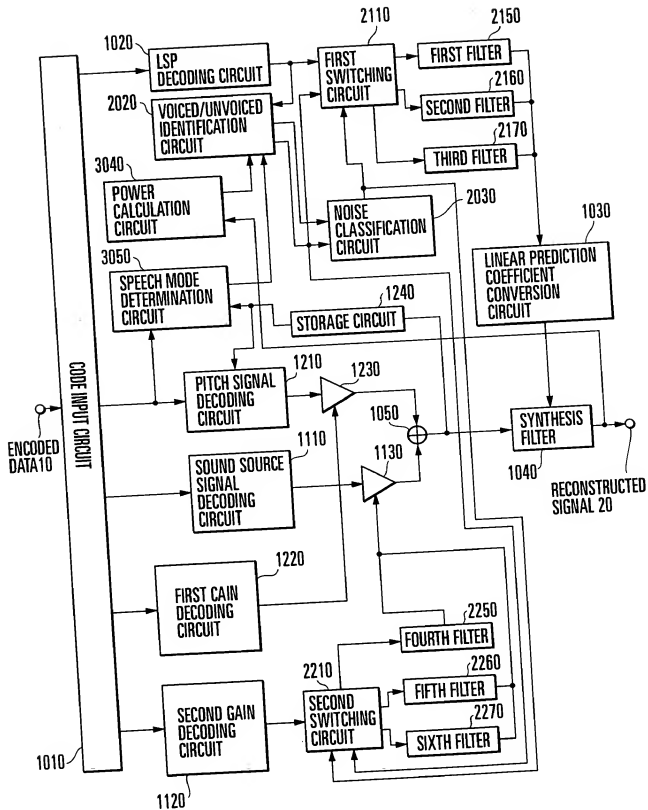 1020
LSP
DECODING CIRCUIT
2110
FIRST
SWITCHING
CIRCUIT
2150
FIRST FILTER
2160
SECOND FILTER
2170
THIRD FILTER
2020
VOICED/UNVOICED
IDENTIFICATION
CIRCUIT
3040
POWER
CALCULATION
CIRCUIT
NOISE
CLASSIFICATION
CIRCUIT
2030
1030
LINEAR PREDICTION
COEFFICIENT
CONVERSION
CIRCUIT
3050
SPEECH MODE
DETERMINATION
CIRCUIT
1240
STORAGE CIRCUIT
CODE INPUT CIRCUIT
ENCODED
DATA10
1210
PITCH SIGNAL
DECODING
CIRCUIT
1230
1050
SYNTHESIS
FILTER
1040
RECONSTRUCTED
SIGNAL 20
1110
SOUND SOURCE
SIGNAL
DECODING
CIRCUIT
1130
1220
FIRST CAIN
DECODING
CIRCUIT
2250
FOURTH FILTER
2210
SECOND
SWITCHING
CIRCUIT
2260
FIFTH FILTER
2270
SIXTH FILTER
SECOND GAIN
DECODING
CIRCUIT
1010
1120